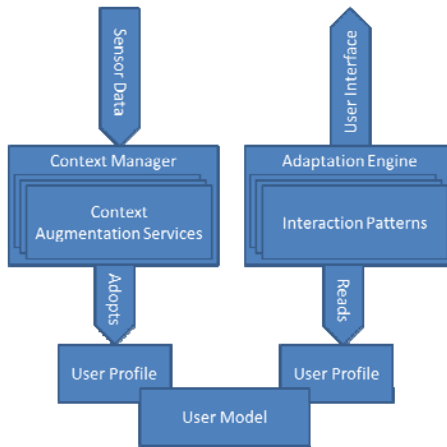 Sensor Data
User Interface
Context Manager
Adaptation Engine
Context
Augmentation Services
Interaction Patterns
Adopts
Reads
User Profile
User Profile
User Model